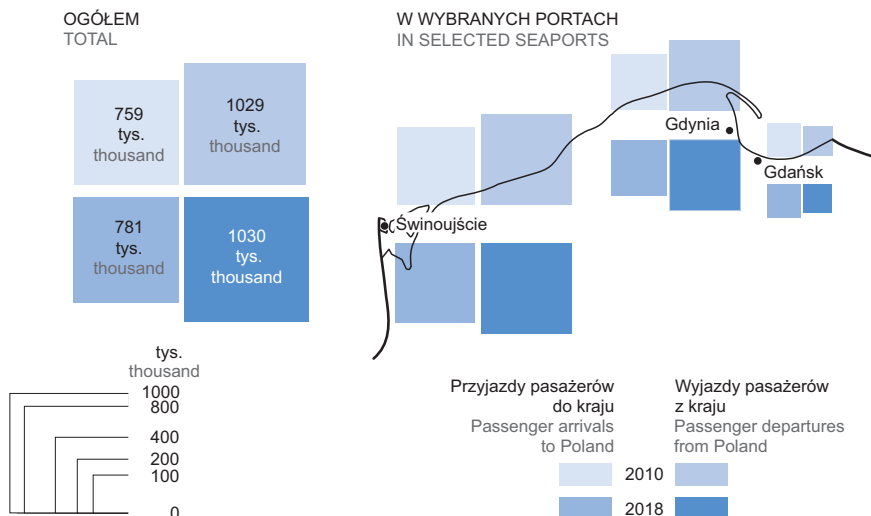 OGÓŁEM
TOTAL
759
tys.
thousand
1029
tys.
thousand
781
tys.
thousand
1030
tys.
thousand
tys.
thousand
1000
800
400
200
100
0
W WYBRANYCH PORTACH
IN SELECTED SEAPORTS
Gdynia
Gdańsk
Świnoujście
Przyjazdy pasażerów
do kraju
Passenger arrivals
to Poland
Wyjazdy pasażerów
z kraju
Passenger departures
from Poland
2010
2018